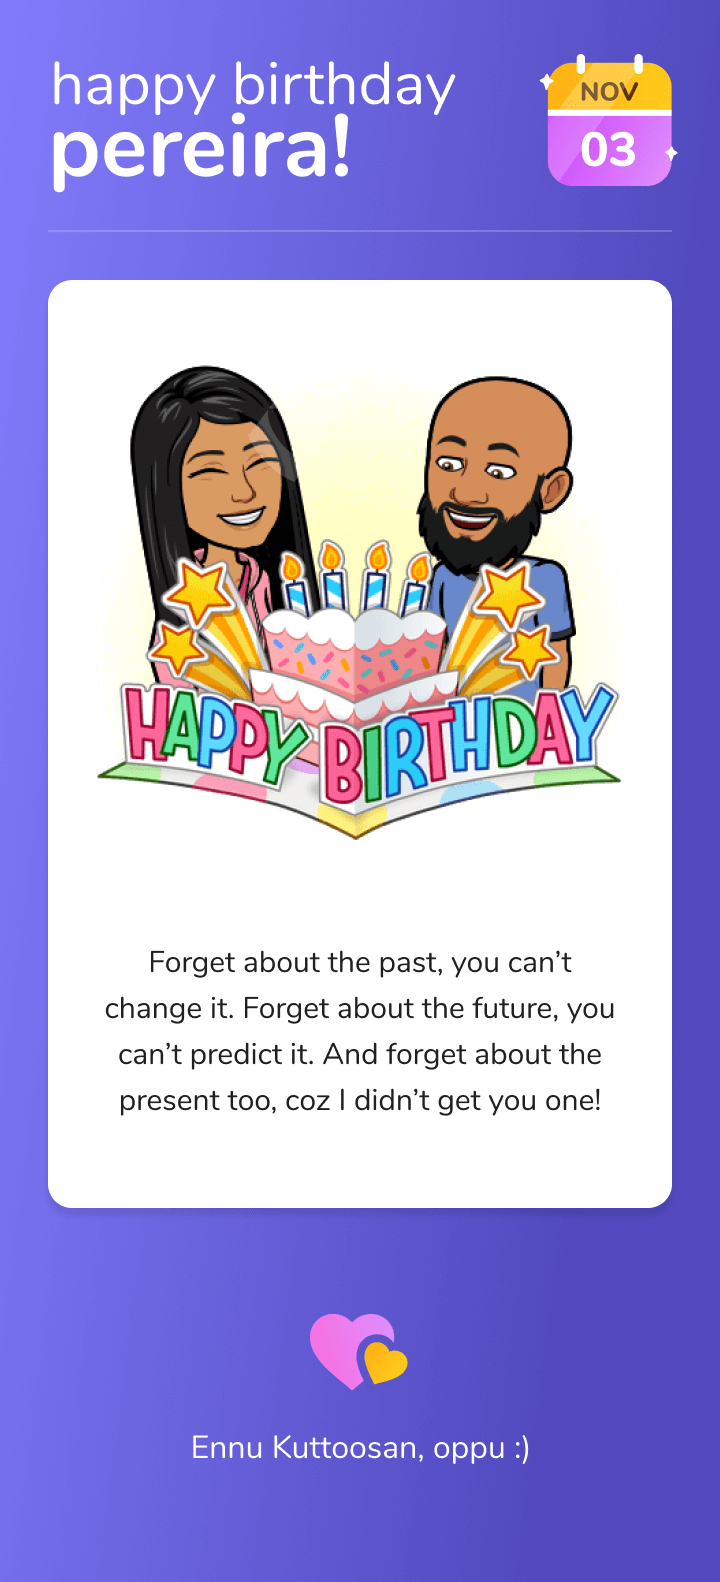 happy birthday
pereira!
NOV
03
HAPPY BIRTHDAY
Forget about the past, you can’t
change it. Forget about the future, you
can’t predict it. And forget about the
present too, coz I didn’t get you one!
Ennu Kuttoosan, oppu :)